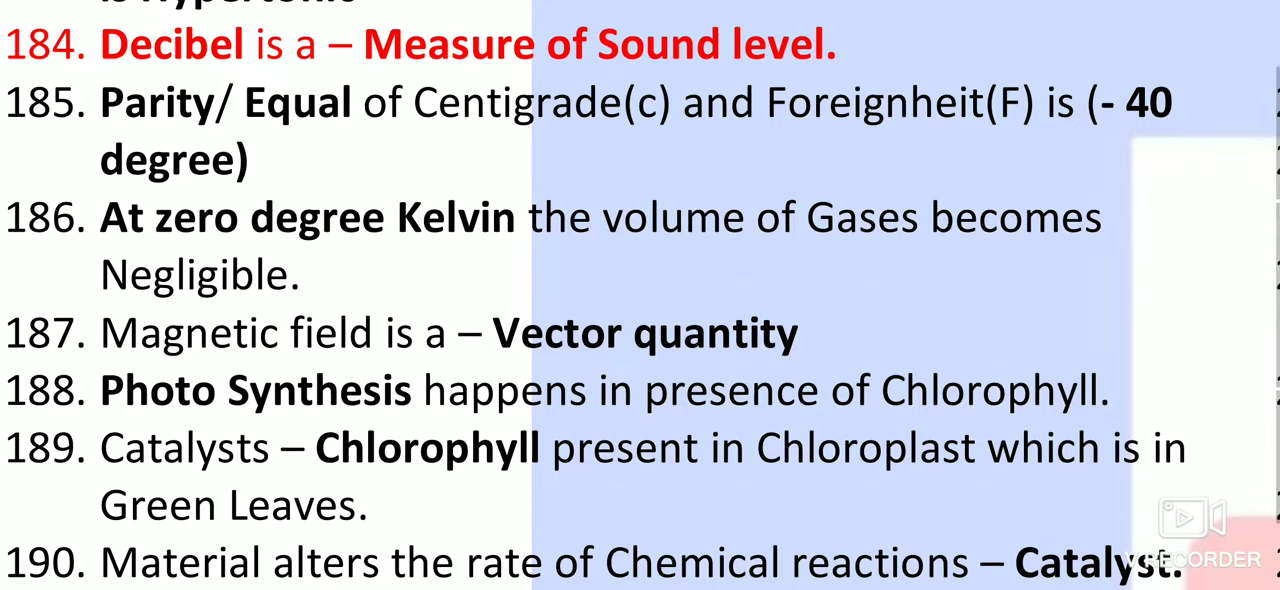 is Hypertonic
184. Decibel is a – Measure of Sound level.
185. Parity/ Equal of Centigrade(c) and Foreignheit(F) is (- 40
degree)
186. At zero degree Kelvin the volume of Gases becomes
Negligible.
187. Magnetic field is a – Vector quantity
188. Photo Synthesis happens in presence of Chlorophyll.
189. Catalysts – Chlorophyll present in Chloroplast which is in
Green Leaves.
190. Material alters the rate of Chemical reactions – Catalyst.
V RECORDER